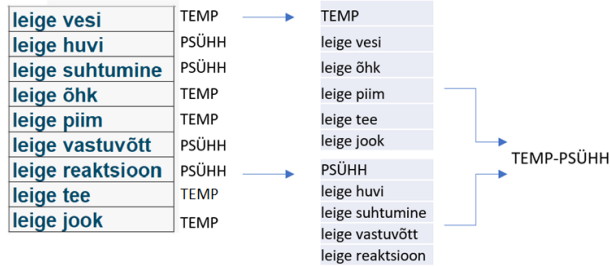 leige vesi TEMP
leige huvi PSÜHH
leige suhtumine PSÜHH
leige õhk TEMP
leige piim TEMP
leige vastuvõtt PSÜHH
leige reaktsioon PSÜHH
leige tee TEMP
leige jook TEMP
TEMP
leige vesi
leige õhk
leige piim
leige tee
leige jook
PSÜHH
leige huvi
leige suhtumine
leige vastuvõtt
leige reaktsioon
TEMP-PSÜHH